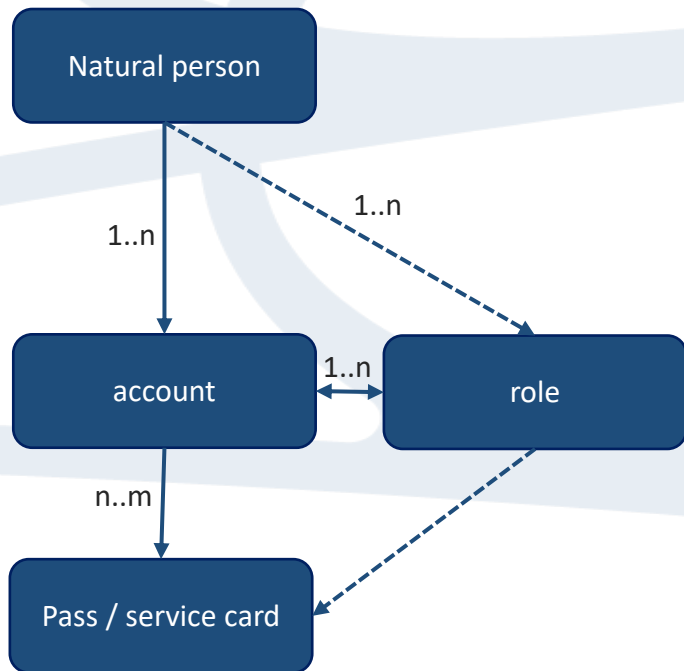 Natural person
1..n
1..n
account
1..n
role
n..m
Pass / service card